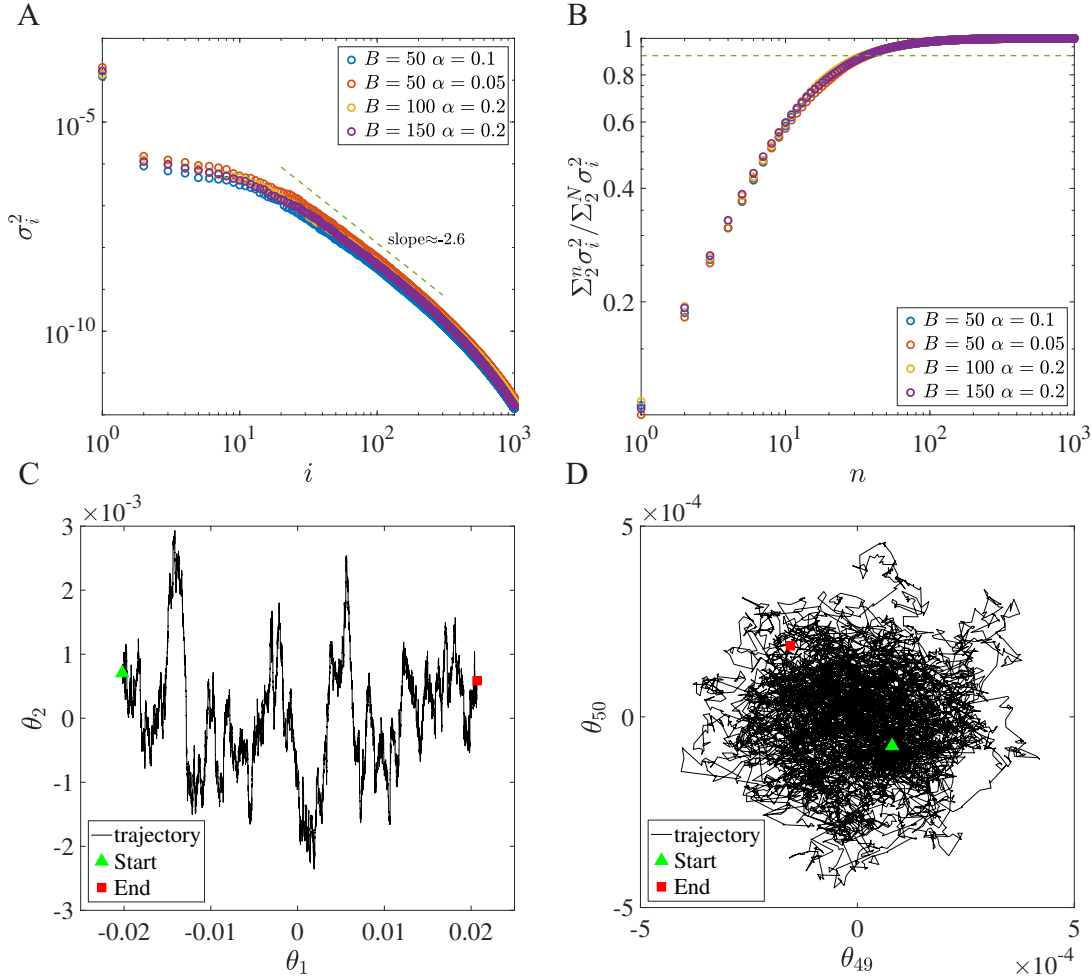 A
B
10^{-5}
10^{-10}
10^0
10^1
10^2
10^3
σ_i^2
i
B = 50 α = 0.1
B = 50 α = 0.05
B = 100 α = 0.2
B = 150 α = 0.2
slope≈-2.6
1
0.8
0.6
0.4
0.2
10^0
10^1
10^2
10^3
Σ_2^n σ_i^2 / Σ_2^N σ_i^2
n
B = 50 α = 0.1
B = 50 α = 0.05
B = 100 α = 0.2
B = 150 α = 0.2
C
D
×10^{-3}
3
2
1
0
-1
-2
-3
θ_2
-0.02
-0.01
0
0.01
0.02
θ_1
trajectory
Start
End
×10^{-4}
5
0
-5
θ_{50}
-5
0
5
θ_{49}
×10^{-4}
trajectory
Start
End